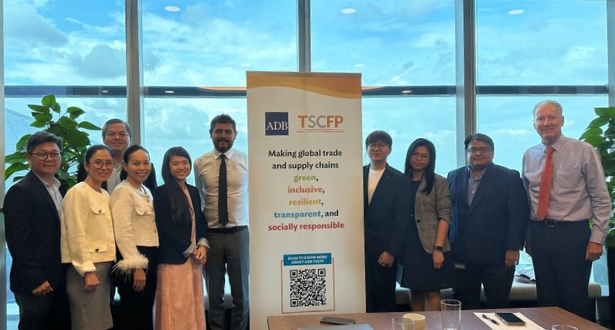 ADB
TSCFP
Making global trade
and supply chains
green,
inclusive,
resilient,
transparent, and
socially responsible
SCAN TO KNOW MORE
ABOUT ADB TSCFP